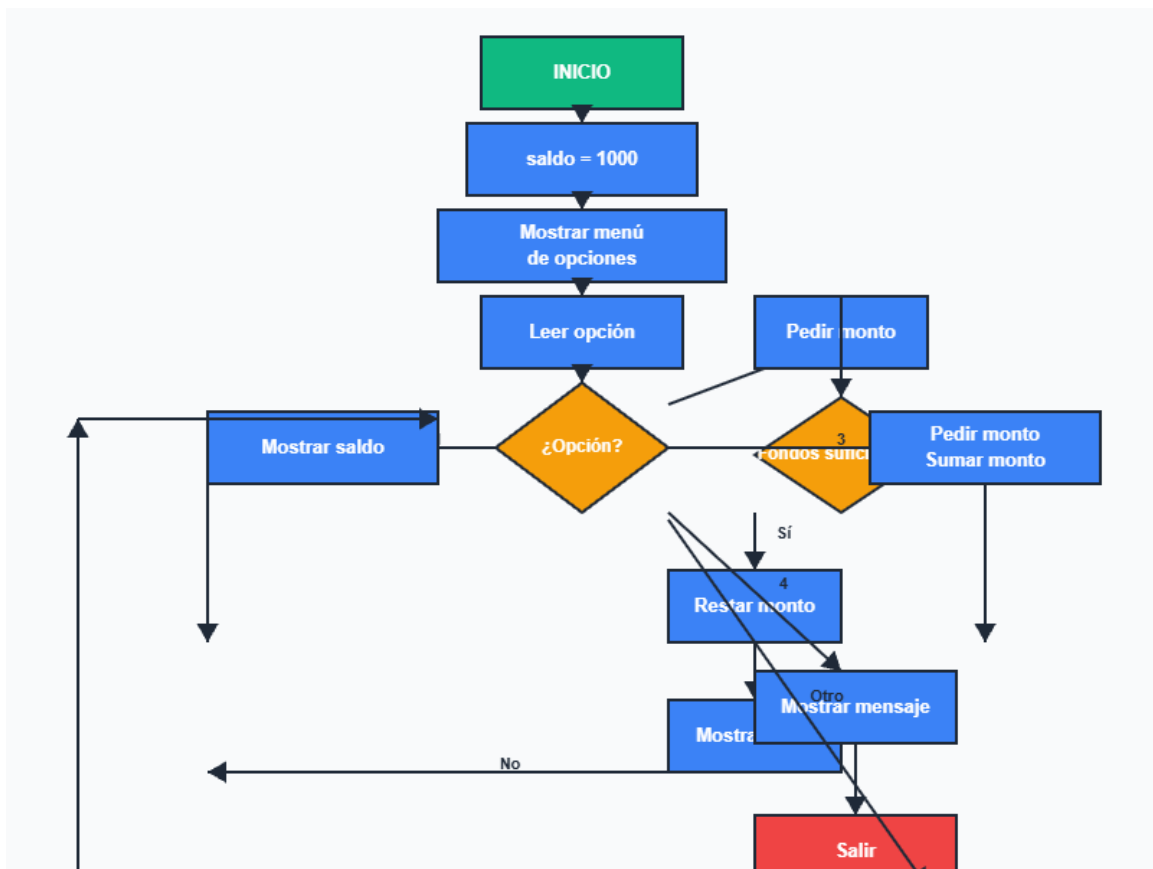 INICIO
saldo = 1000
Mostrar menú
de opciones
Leer opción
Pedir monto
Mostrar saldo
¿Opción?
3
Fondos
Pedir monto
Sumar monto
Sí
4
Restar monto
Otro
Mostrar mensaje
No
Salir